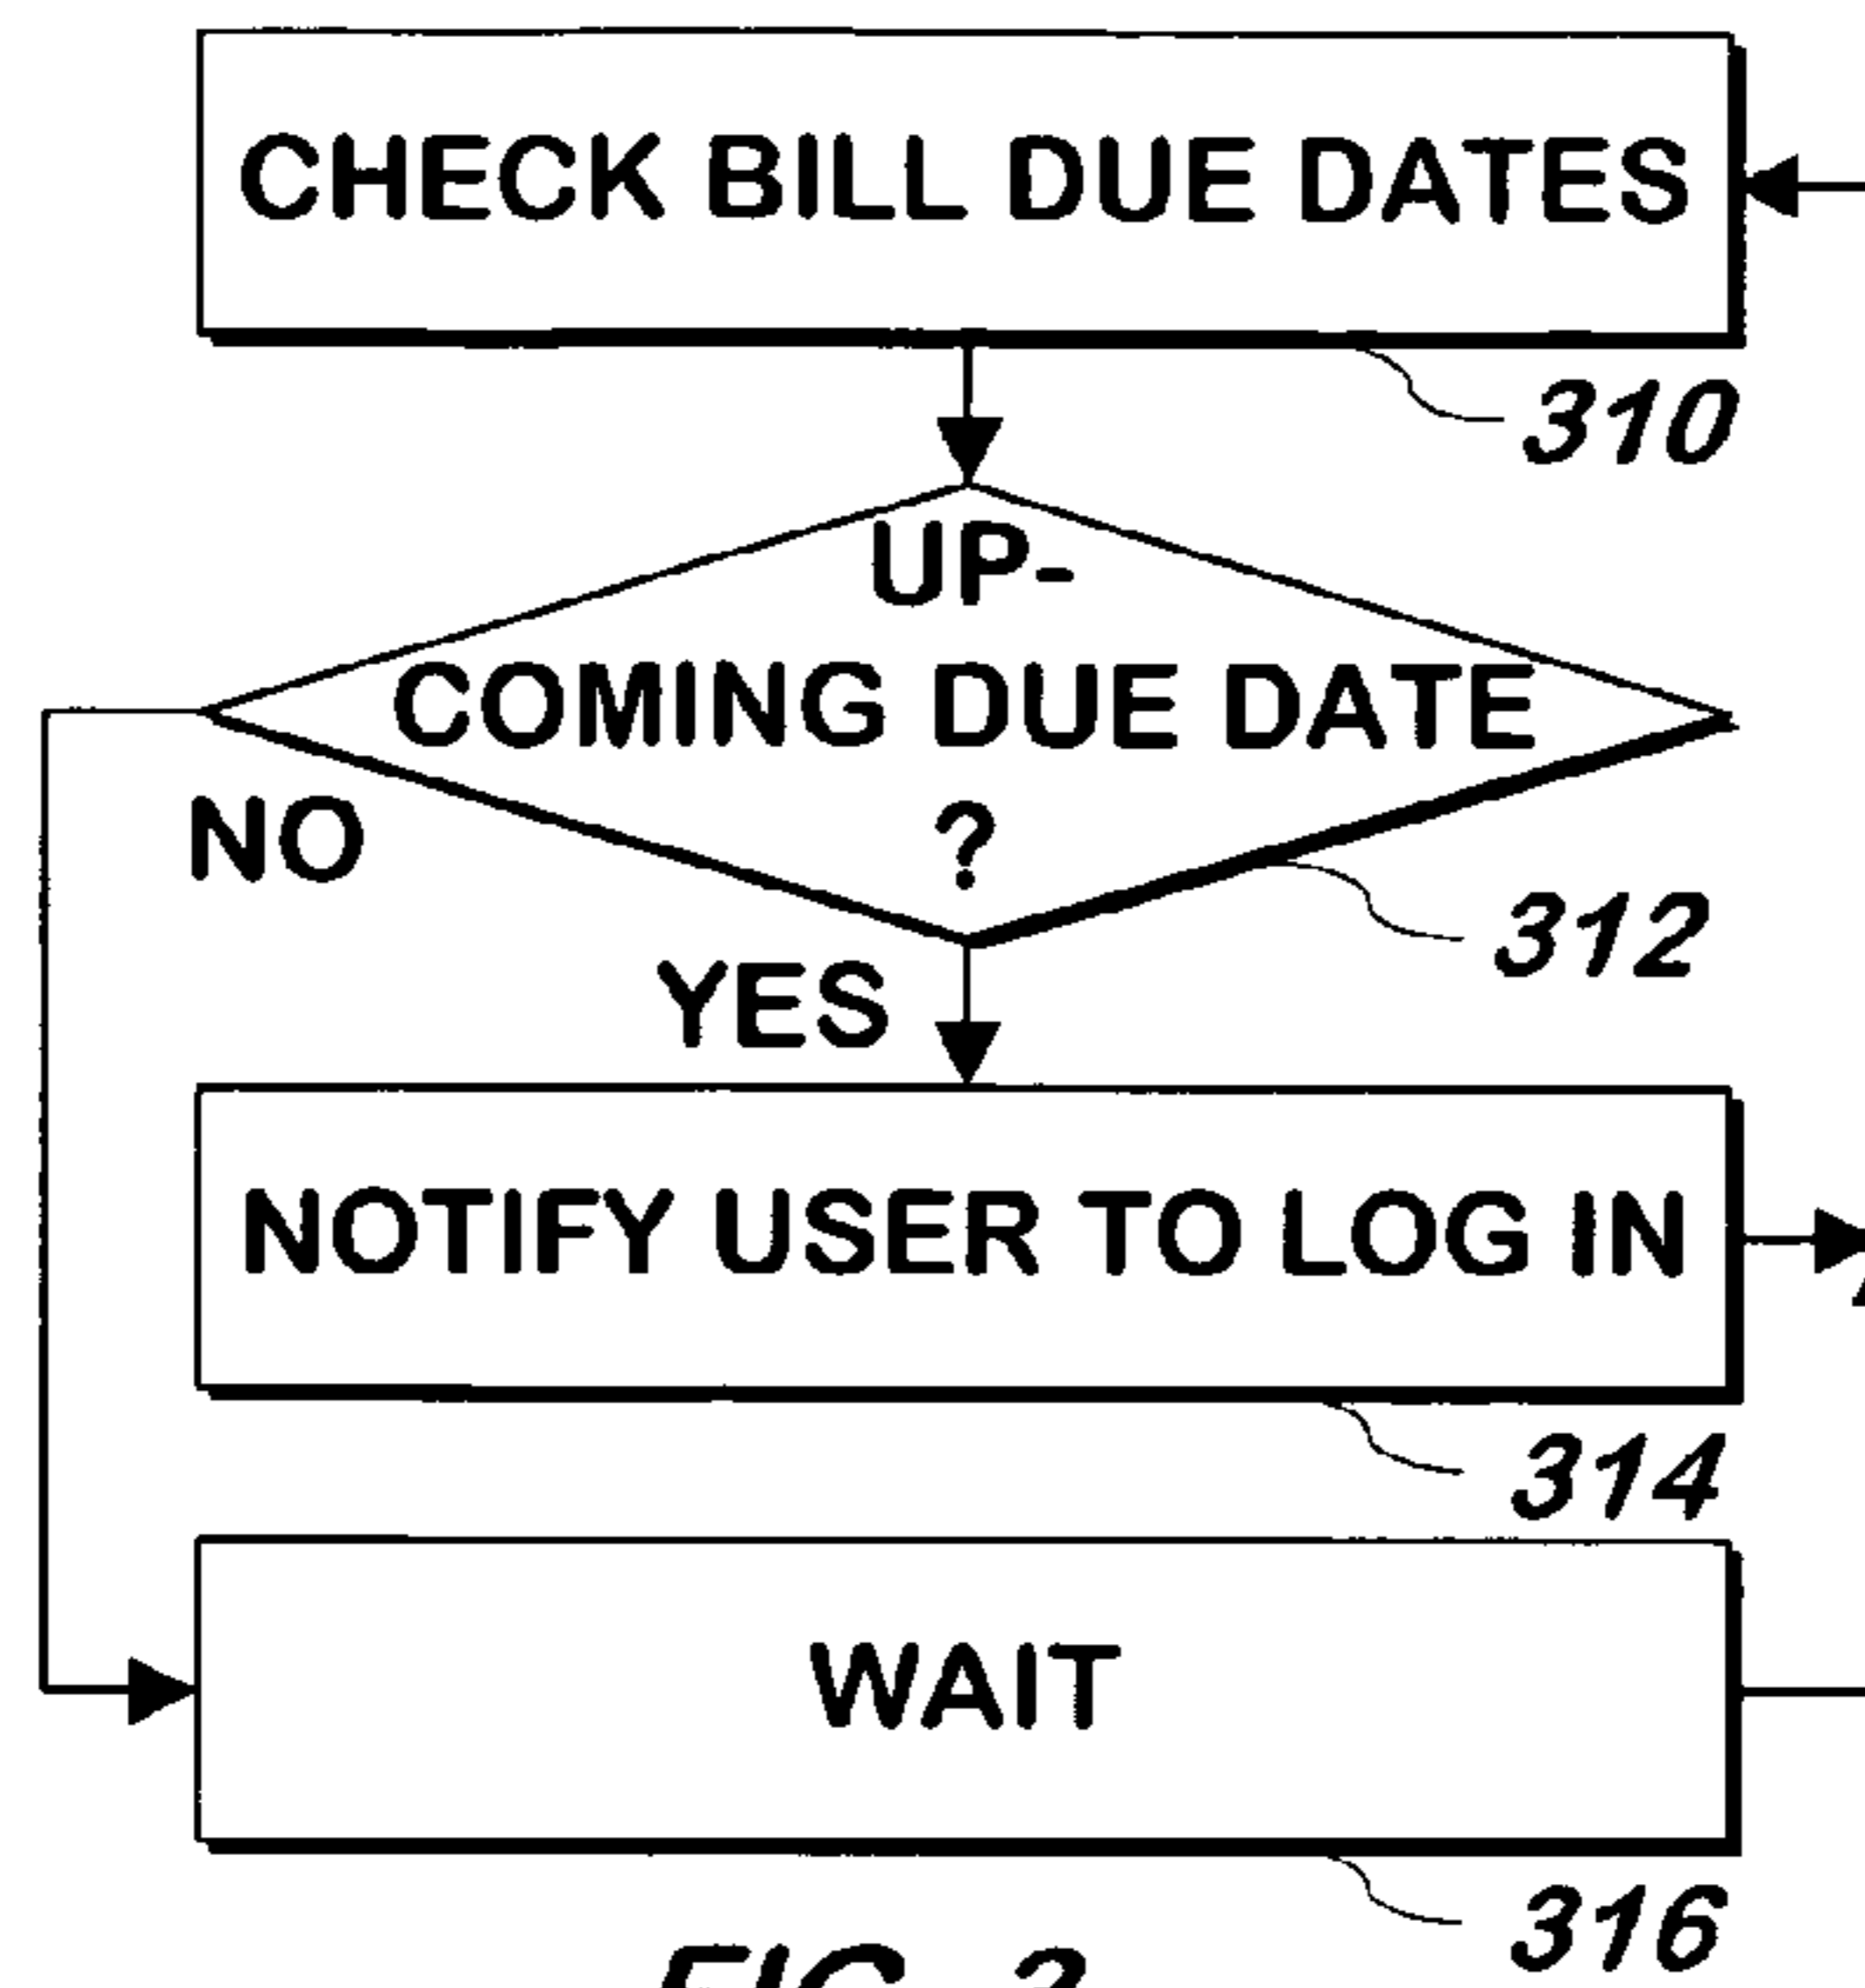 CHECK BILL DUE DATES
310
UP-
COMING DUE DATE
?
NO
312
YES
NOTIFY USER TO LOG IN
314
WAIT
316